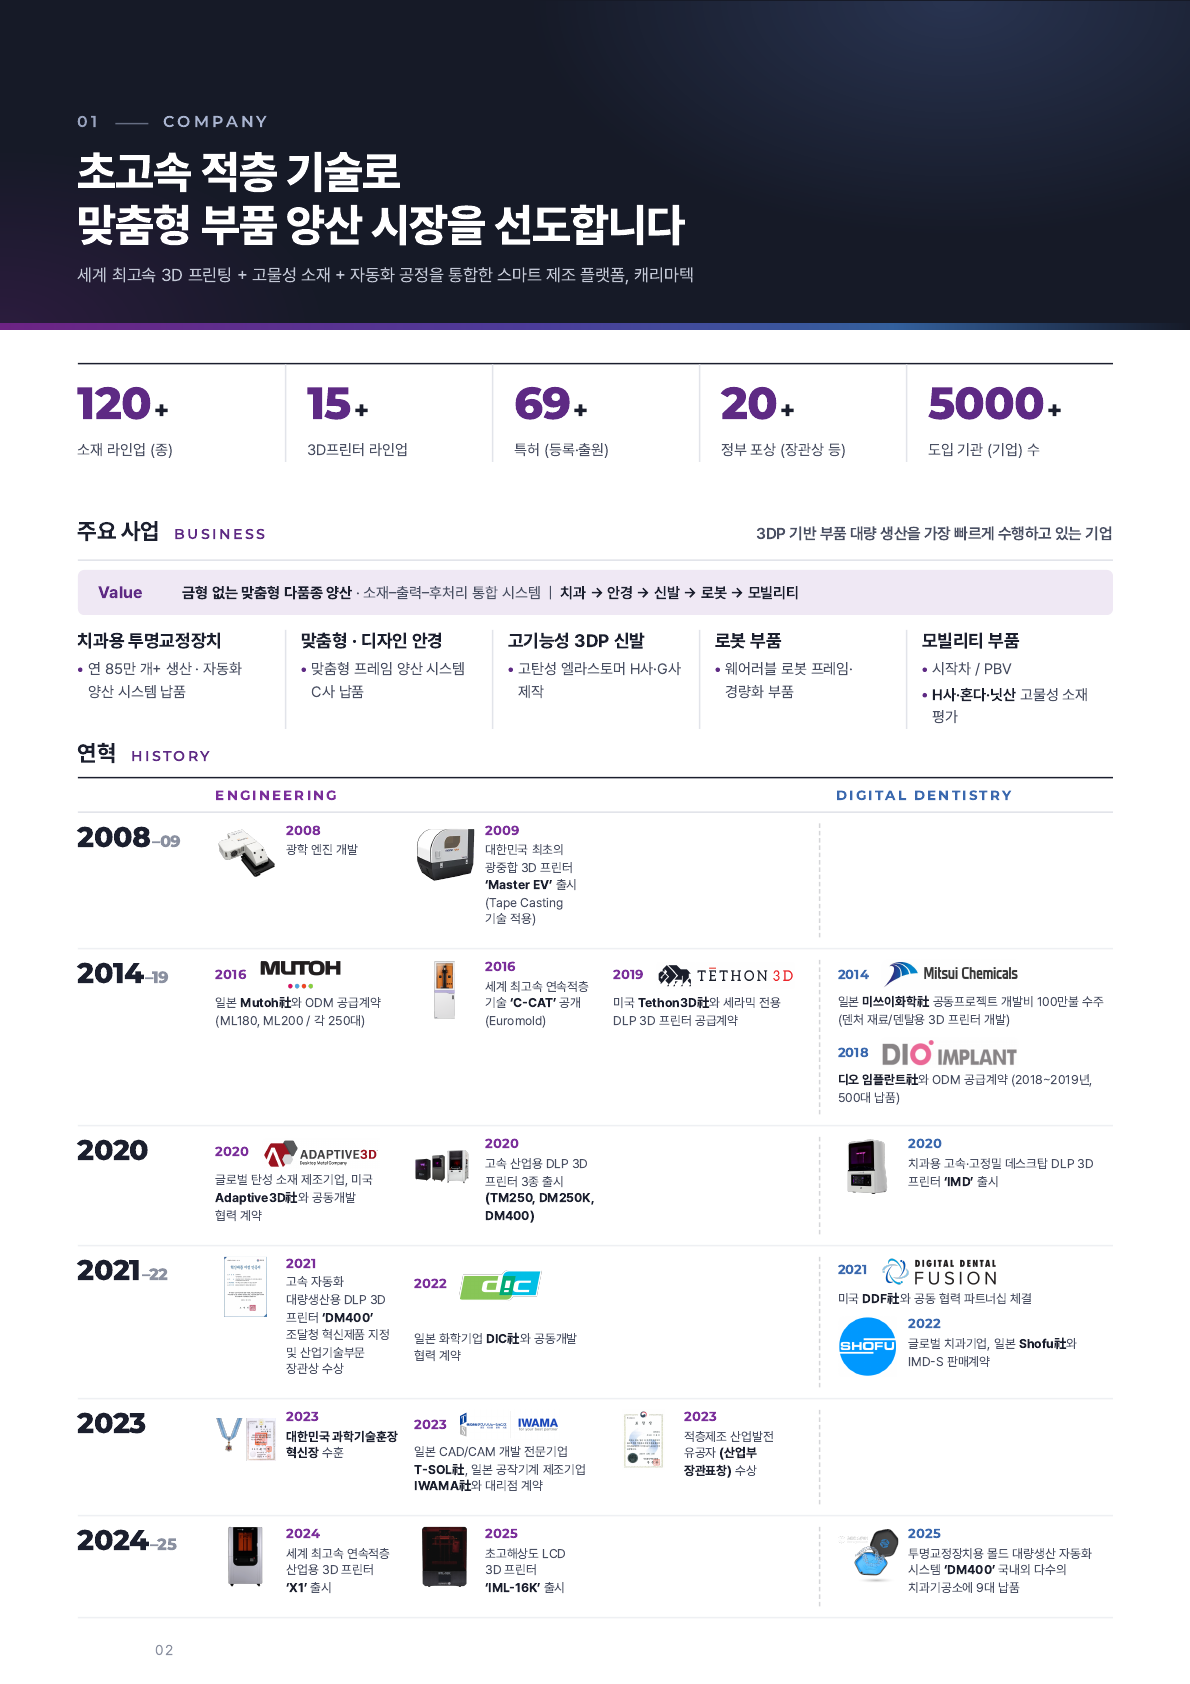 01 COMPANY
초고속 적층 기술로
맞춤형 부품 양산 시장을 선도합니다
세계 최고속 3D 프린팅 + 고물성 소재 + 자동화 공정을 통합한 스마트 제조 플랫폼, 캐리마텍
120+
소재 라인업 (종)
15+
3D프린터 라인업
69+
특허 (등록·출원)
20+
정부 포상 (장관상 등)
5000+
도입 기관 (기업) 수
주요 사업 BUSINESS
3DP 기반 부품 대량 생산을 가장 빠르게 수행하고 있는 기업
Value 금형 없는 맞춤형 다품종 양산 · 소재–출력–후처리 통합 시스템 | 치과 → 안경 → 신발 → 로봇 → 모빌리티
치과용 투명교정장치
• 연 85만 개+ 생산 · 자동화
양산 시스템 납품
맞춤형 · 디자인 안경
• 맞춤형 프레임 양산 시스템
C사 납품
고기능성 3DP 신발
• 고탄성 엘라스토머 H사·G사
제작
로봇 부품
• 웨어러블 로봇 프레임·
경량화 부품
모빌리티 부품
• 시작차 / PBV
• H사·혼다·닛산 고물성 소재
평가
연혁 HISTORY
ENGINEERING
DIGITAL DENTISTRY
2008–09
2008
광학 엔진 개발
2009
대한민국 최초의
광중합 3D 프린터
‘Master EV’ 출시
(Tape Casting
기술 적용)
2014–19
2016 MUTOH
일본 Mutoh社와 ODM 공급계약
(ML180, ML200 / 각 250대)
2016
세계 최고속 연속적층
기술 ‘C-CAT’ 공개
(Euromold)
2019 TETHON 3D
미국 Tethon3D社와 세라믹 전용
DLP 3D 프린터 공급계약
2014 Mitsui Chemicals
일본 미쓰이화학社 공동프로젝트 개발비 100만불 수주
(덴처 재료/덴탈용 3D 프린터 개발)
2018 DIO IMPLANT
디오 임플란트社와 ODM 공급계약 (2018~2019년,
500대 납품)
2020
2020 ADAPTIVE3D
Desktop Metal Company
글로벌 탄성 소재 제조기업, 미국
Adaptive3D社와 공동개발
협력 계약
2020
고속 산업용 DLP 3D
프린터 3종 출시
(TM250, DM250K,
DM400)
2020
치과용 고속·고정밀 데스크탑 DLP 3D
프린터 ‘IMD’ 출시
2021–22
2021
고속 자동화
대량생산용 DLP 3D
프린터 ‘DM400’
조달청 혁신제품 지정
및 산업기술부문
장관상 수상
2022 dic
일본 화학기업 DIC社와 공동개발
협력 계약
2021 DIGITAL DENTAL
FUSION
미국 DDF社와 공동 협력 파트너십 체결
SHOFU
2022
글로벌 치과기업, 일본 Shofu社와
IMD-S 판매계약
2023
2023
대한민국 과학기술훈장
혁신장 수훈
2023 IWAMA
일본 CAD/CAM 개발 전문기업
T-SOL社, 일본 공작기계 제조기업
IWAMA社와 대리점 계약
2023
적층제조 산업발전
유공자 (산업부
장관표창) 수상
2024–25
2024
세계 최고속 연속적층
산업용 3D 프린터
‘X1’ 출시
2025
초고해상도 LCD
3D 프린터
‘IML-16K’ 출시
2025
투명교정장치용 몰드 대량생산 자동화
시스템 ‘DM400’ 국내외 다수의
치과기공소에 9대 납품
02